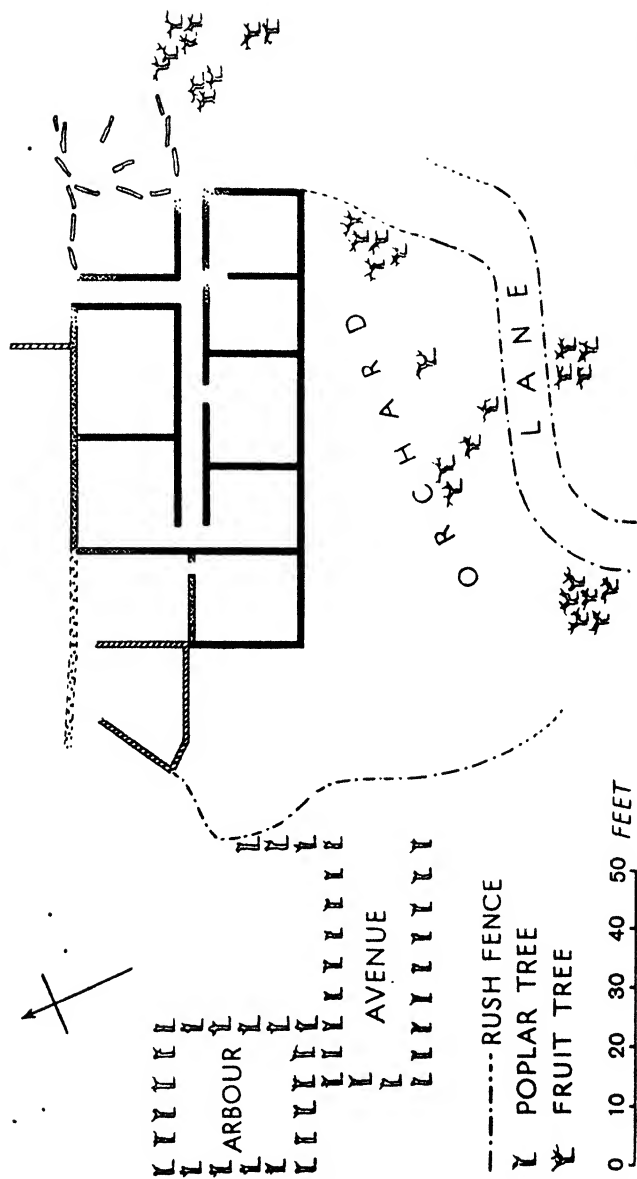 ORCHARD
LANE
ARBOUR
AVENUE
RUSH FENCE
POPLAR TREE
FRUIT TREE
0 10 20 30 40 50 FEET